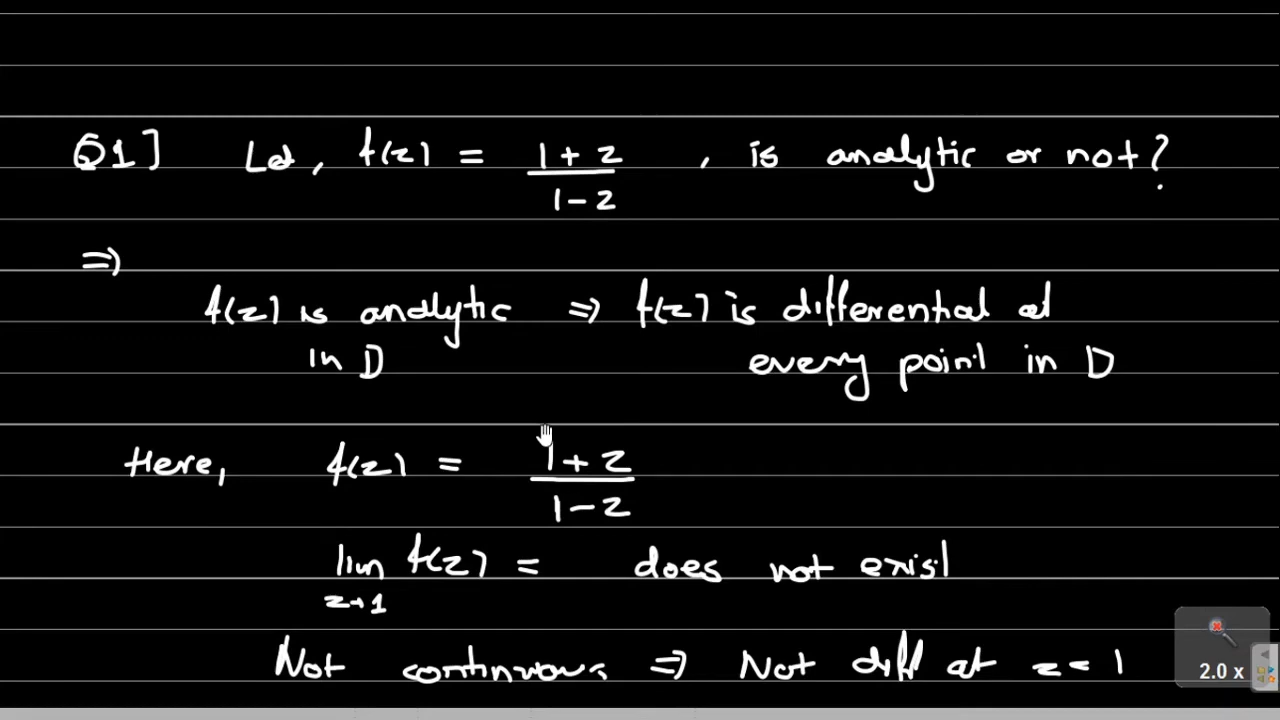 Q1] Let, f(z) = 1 + z / 1 - z , is analytic or not?
⇒
f(z) is analytic ⇒ f(z) is differential at
in D every point in D
Here, f(z) = 1 + z / 1 - z
lim z→1 f(z) = does not exist
Not continuous ⇒ Not diff at z = 1
2.0 x